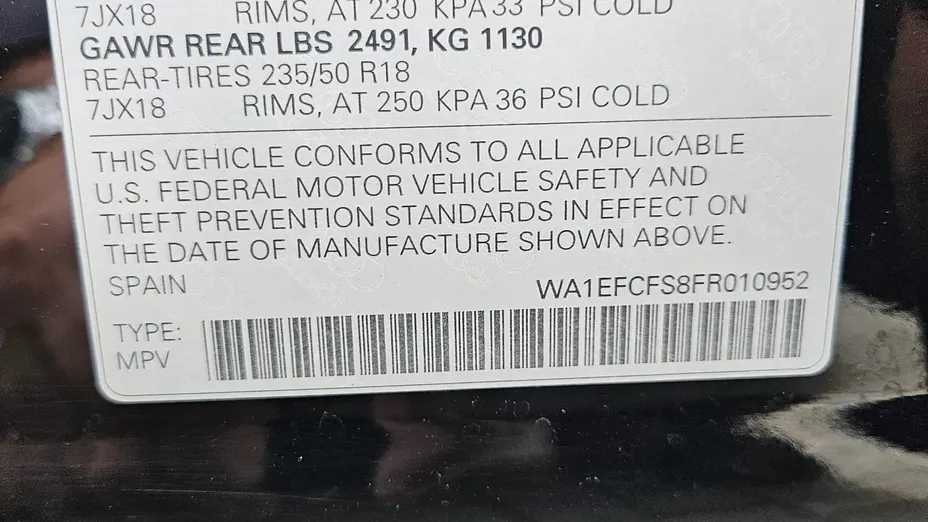 7JX18 RIMS, AT 230 KPA 33 PSI COLD
GAWR REAR LBS 2491, KG 1130
REAR-TIRES 235/50 R18
7JX18 RIMS, AT 250 KPA 36 PSI COLD
THIS VEHICLE CONFORMS TO ALL APPLICABLE
U.S. FEDERAL MOTOR VEHICLE SAFETY AND
THEFT PREVENTION STANDARDS IN EFFECT ON
THE DATE OF MANUFACTURE SHOWN ABOVE.
SPAIN WA1EFCFS8FR010952
TYPE:
MPV